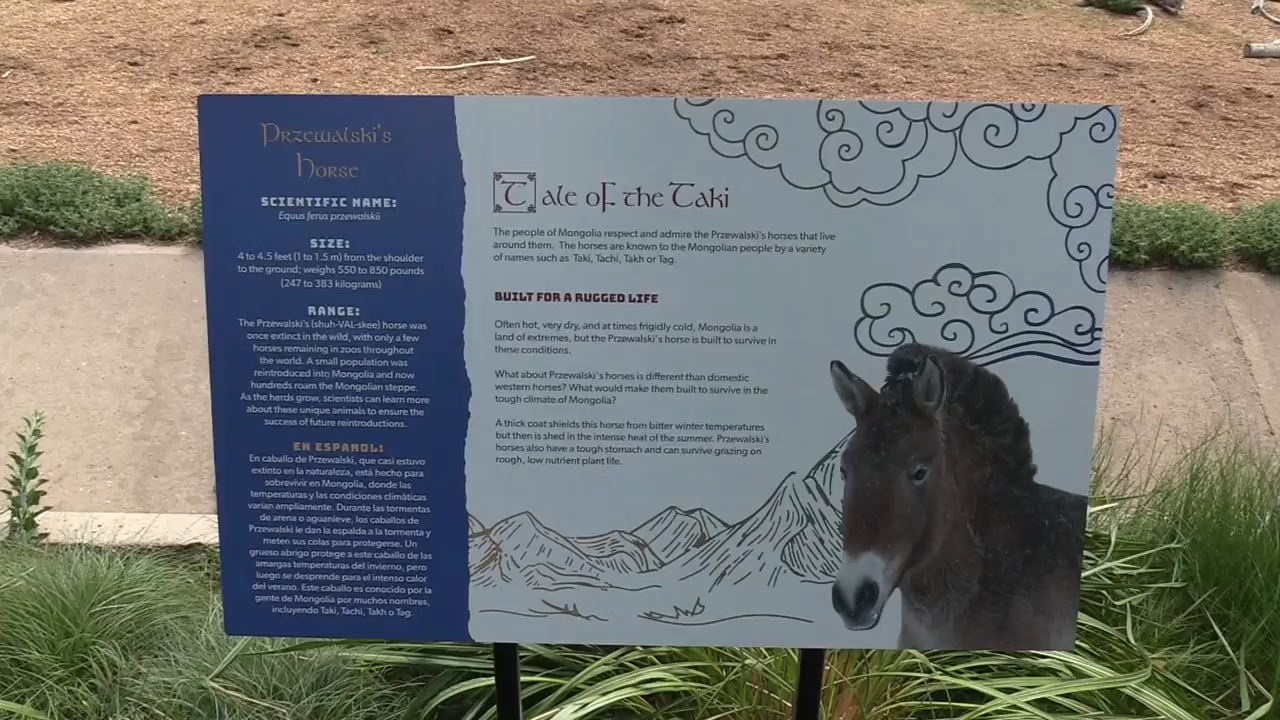 Przewalski's
Horse
SCIENTIFIC NAME:
Equus ferus przewalskii
SIZE:
4 to 4.5 feet (1 to 1.5 m) from the shoulder
to the ground; weighs 550 to 850 pounds
(247 to 383 kilograms)
RANGE:
The Przewalski's (shuh-VAL-skee) horse was
once extinct in the wild, with only a few
horses remaining in zoos throughout
the world. A small population was
reintroduced into Mongolia and now
hundreds roam the Mongolian steppe.
As the herds grow, scientists can learn more
about these unique animals to ensure the
success of future reintroductions.
EN ESPANOL:
En caballo de Przewalski, que casi estuvo
extinto en la naturaleza, está hecho para
sobrevivir en Mongolia, donde las
temperaturas y las condiciones climáticas
varían ampliamente. Durante las tormentas
de arena o aguanieve, los caballos de
Przewalski le dan la espalda a la tormenta y
meten sus colas para protegerse. Un
grueso abrigo protege a este caballo de las
amargas temperaturas del invierno, pero
luego se desprende para el intenso calor
del verano. Este caballo es conocido por la
gente de Mongolia por muchos nombres,
incluyendo Taki, Tachi, Takh o Tag.
Tale of the Taki
The people of Mongolia respect and admire the Przewalski's horses that live
around them. The horses are known to the Mongolian people by a variety
of names such as Taki, Tachi, Takh or Tag.
BUILT FOR A RUGGED LIFE
Often hot, very dry, and at times frigidly cold, Mongolia is a
land of extremes, but the Przewalski's horse is built to survive in
these conditions.
What about Przewalski's horses is different than domestic
western horses? What would make them built to survive in the
tough climate of Mongolia?
A thick coat shields this horse from bitter winter temperatures
but then is shed in the intense heat of the summer. Przewalski's
horses also have a tough stomach and can survive grazing on
rough, low nutrient plant life.